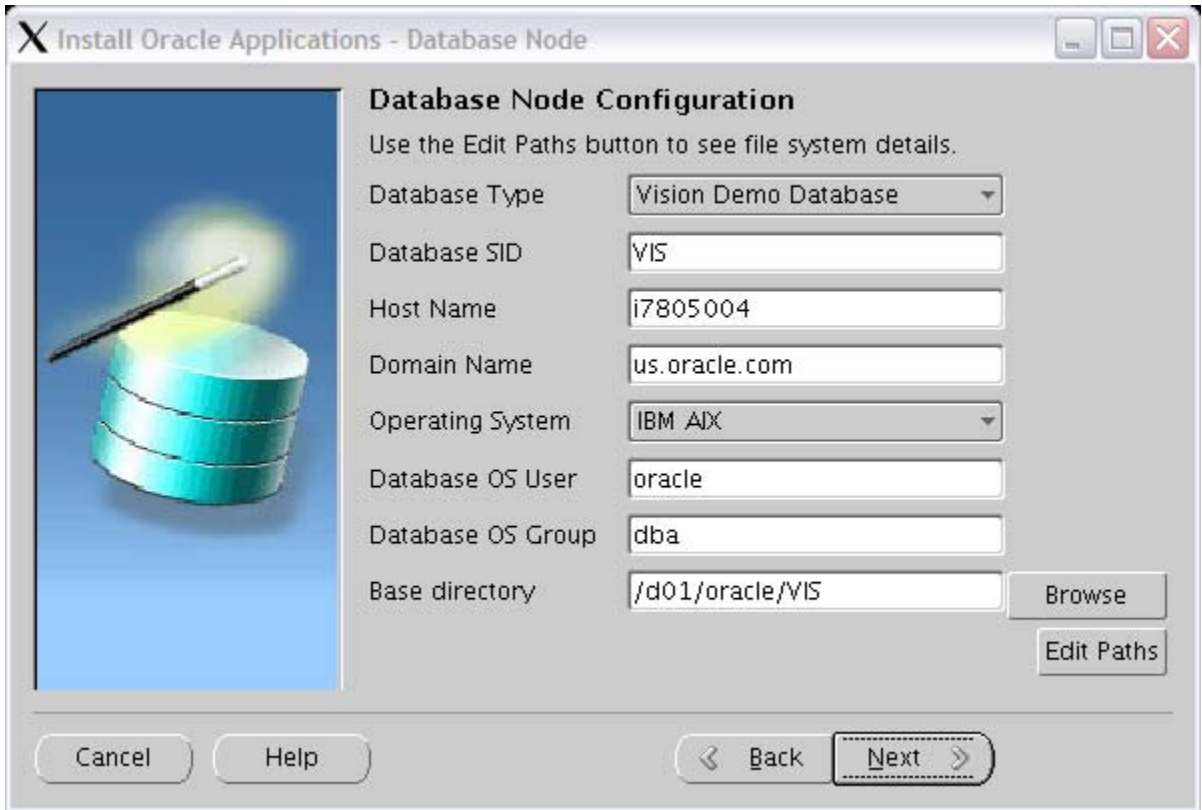 Install Oracle Applications - Database Node
Database Node Configuration
Use the Edit Paths button to see file system details.
Database Type Vision Demo Database
Database SID VIS
Host Name i7805004
Domain Name us.oracle.com
Operating System IBM AIX
Database OS User oracle
Database OS Group dba
Base directory /d01/oracle/VIS Browse
Edit Paths
Cancel Help Back Next